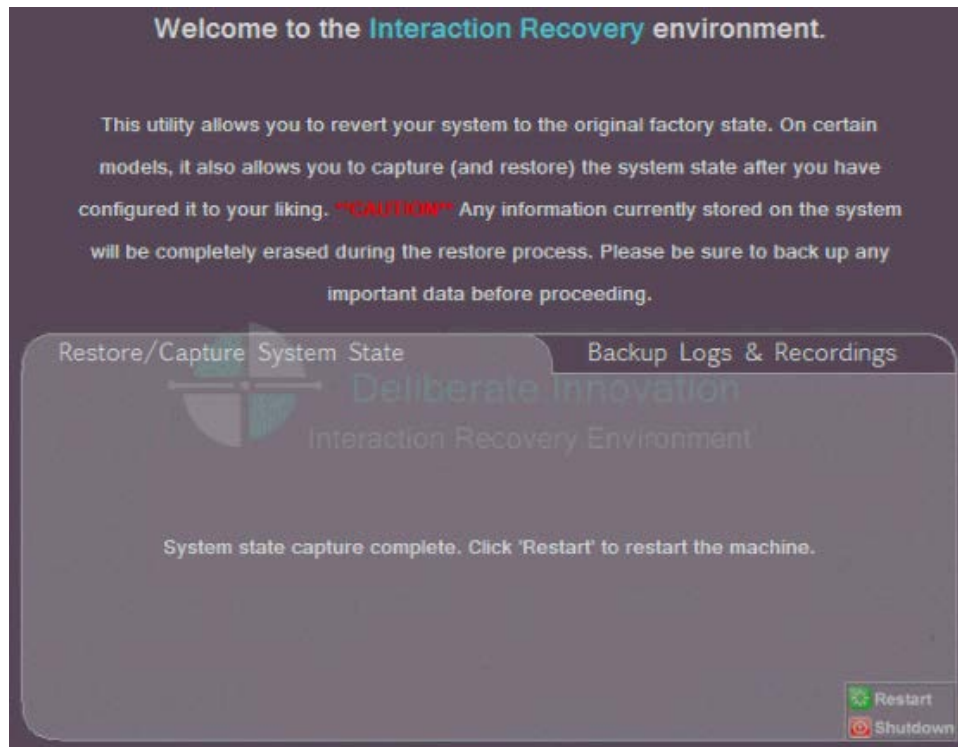 Welcome to the Interaction Recovery environment.
This utility allows you to revert your system to the original factory state. On certain
models, it also allows you to capture (and restore) the system state after you have
configured it to your liking. **CAUTION** Any information currently stored on the system
will be completely erased during the restore process. Please be sure to back up any
important data before proceeding.
Restore/Capture System State
Backup Logs & Recordings
Deliberate Innovation
Interaction Recovery Environment
System state capture complete. Click 'Restart' to restart the machine.
Restart
Shutdown